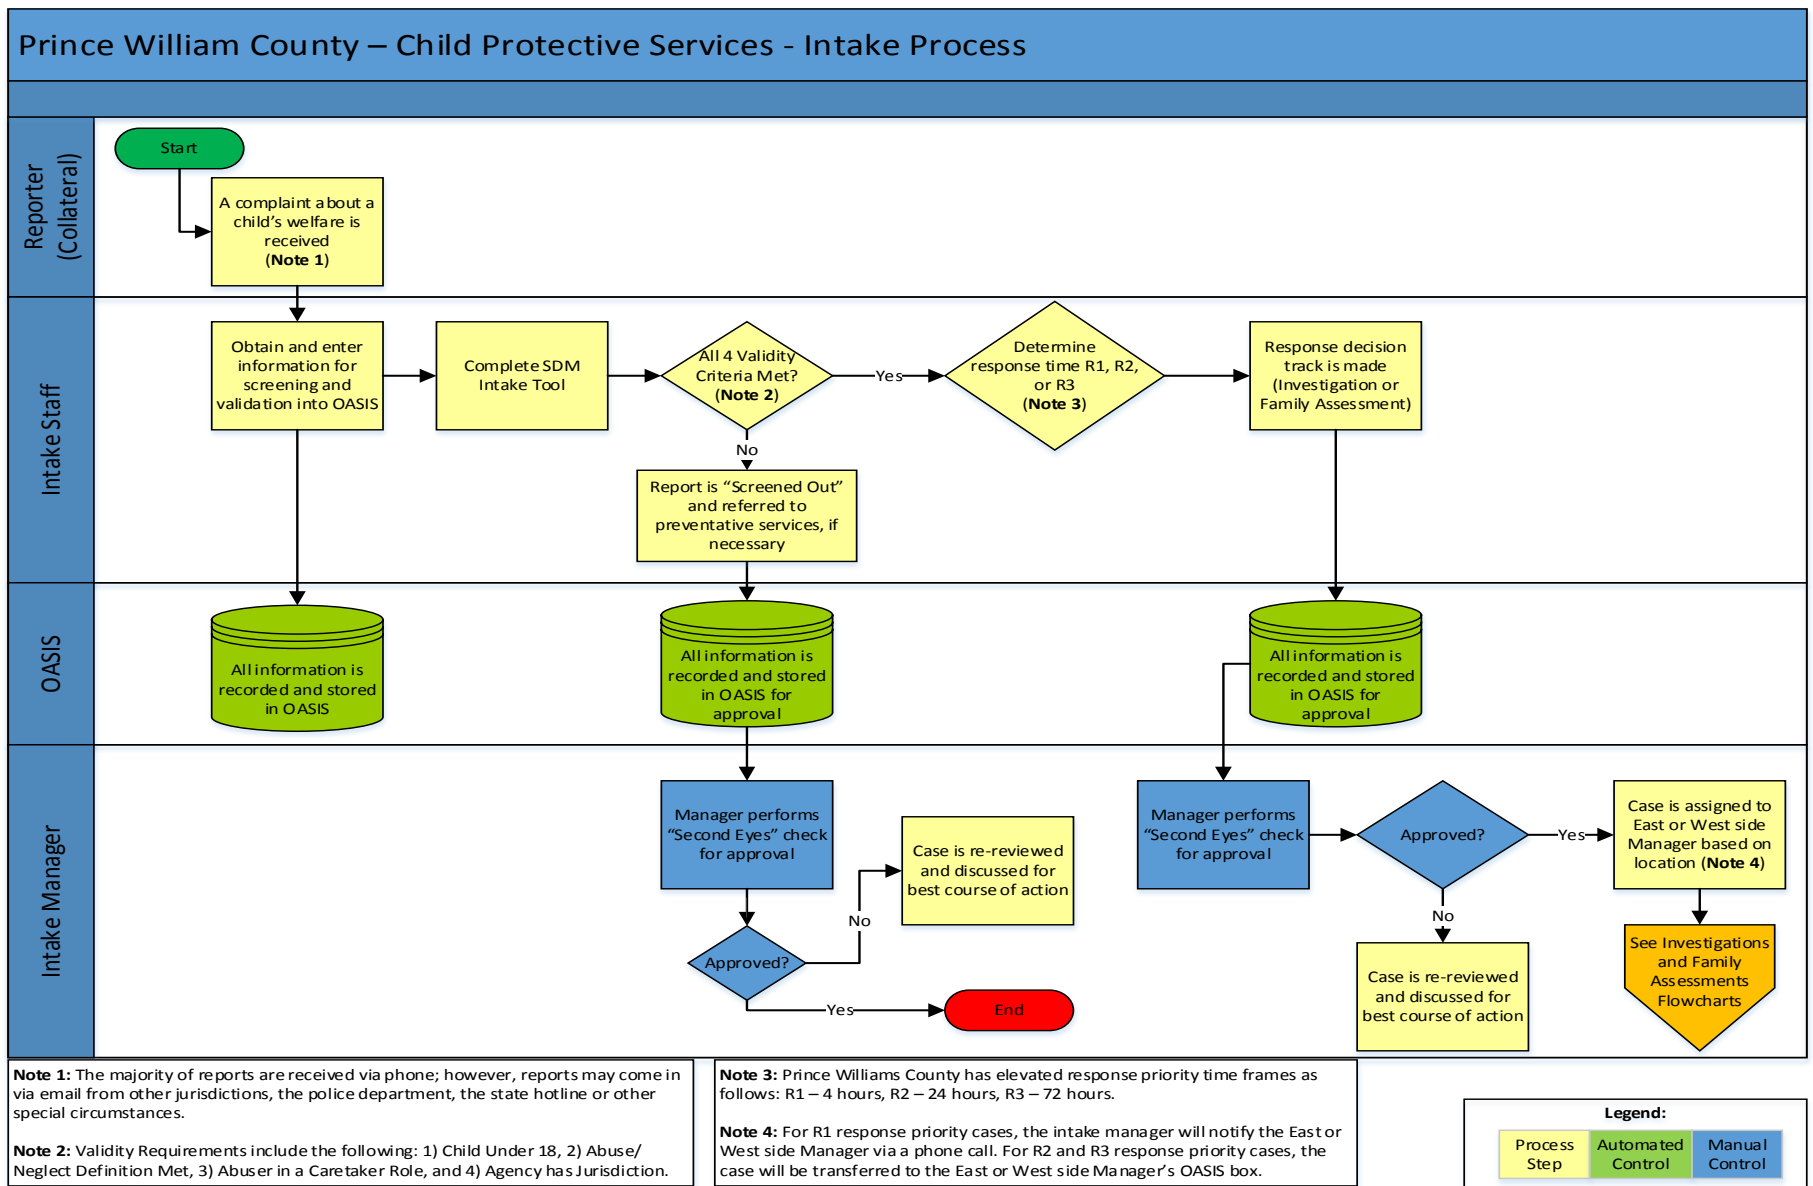 Prince William County – Child Protective Services - Intake Process
Reporter
(Collateral)
Start
A complaint about a
child's welfare is
received
(Note 1)
Intake Staff
Obtain and enter
information for
screening and
validation into OASIS
Complete SDM
Intake Tool
All 4 Validity
Criteria Met?
(Note 2)
Yes
Determine
response time R1, R2,
or R3
(Note 3)
Response decision
track is made
(Investigation or
Family Assessment)
No
Report is “Screened Out”
and referred to
preventative services, if
necessary
OASIS
All information is
recorded and stored
in OASIS
All information is
recorded and stored
in OASIS for
approval
All information is
recorded and stored
in OASIS for
approval
Intake Manager
Manager performs
“Second Eyes” check
for approval
Approved?
No
Case is re-reviewed
and discussed for
best course of action
Yes
End
Manager performs
“Second Eyes” check
for approval
Approved?
Yes
Case is assigned to
East or West side
Manager based on
location (Note 4)
No
Case is re-reviewed
and discussed for
best course of action
See Investigations
and Family
Assessments
Flowcharts
Note 1: The majority of reports are received via phone; however, reports may come in
via email from other jurisdictions, the police department, the state hotline or other
special circumstances.
Note 2: Validity Requirements include the following: 1) Child Under 18, 2) Abuse/
Neglect Definition Met, 3) Abuser in a Caretaker Role, and 4) Agency has Jurisdiction.
Note 3: Prince Williams County has elevated response priority time frames as
follows: R1 – 4 hours, R2 – 24 hours, R3 – 72 hours.
Note 4: For R1 response priority cases, the intake manager will notify the East or
West side Manager via a phone call. For R2 and R3 response priority cases, the
case will be transferred to the East or West side Manager's OASIS box.
Legend:
Process
Step
Automated
Control
Manual
Control